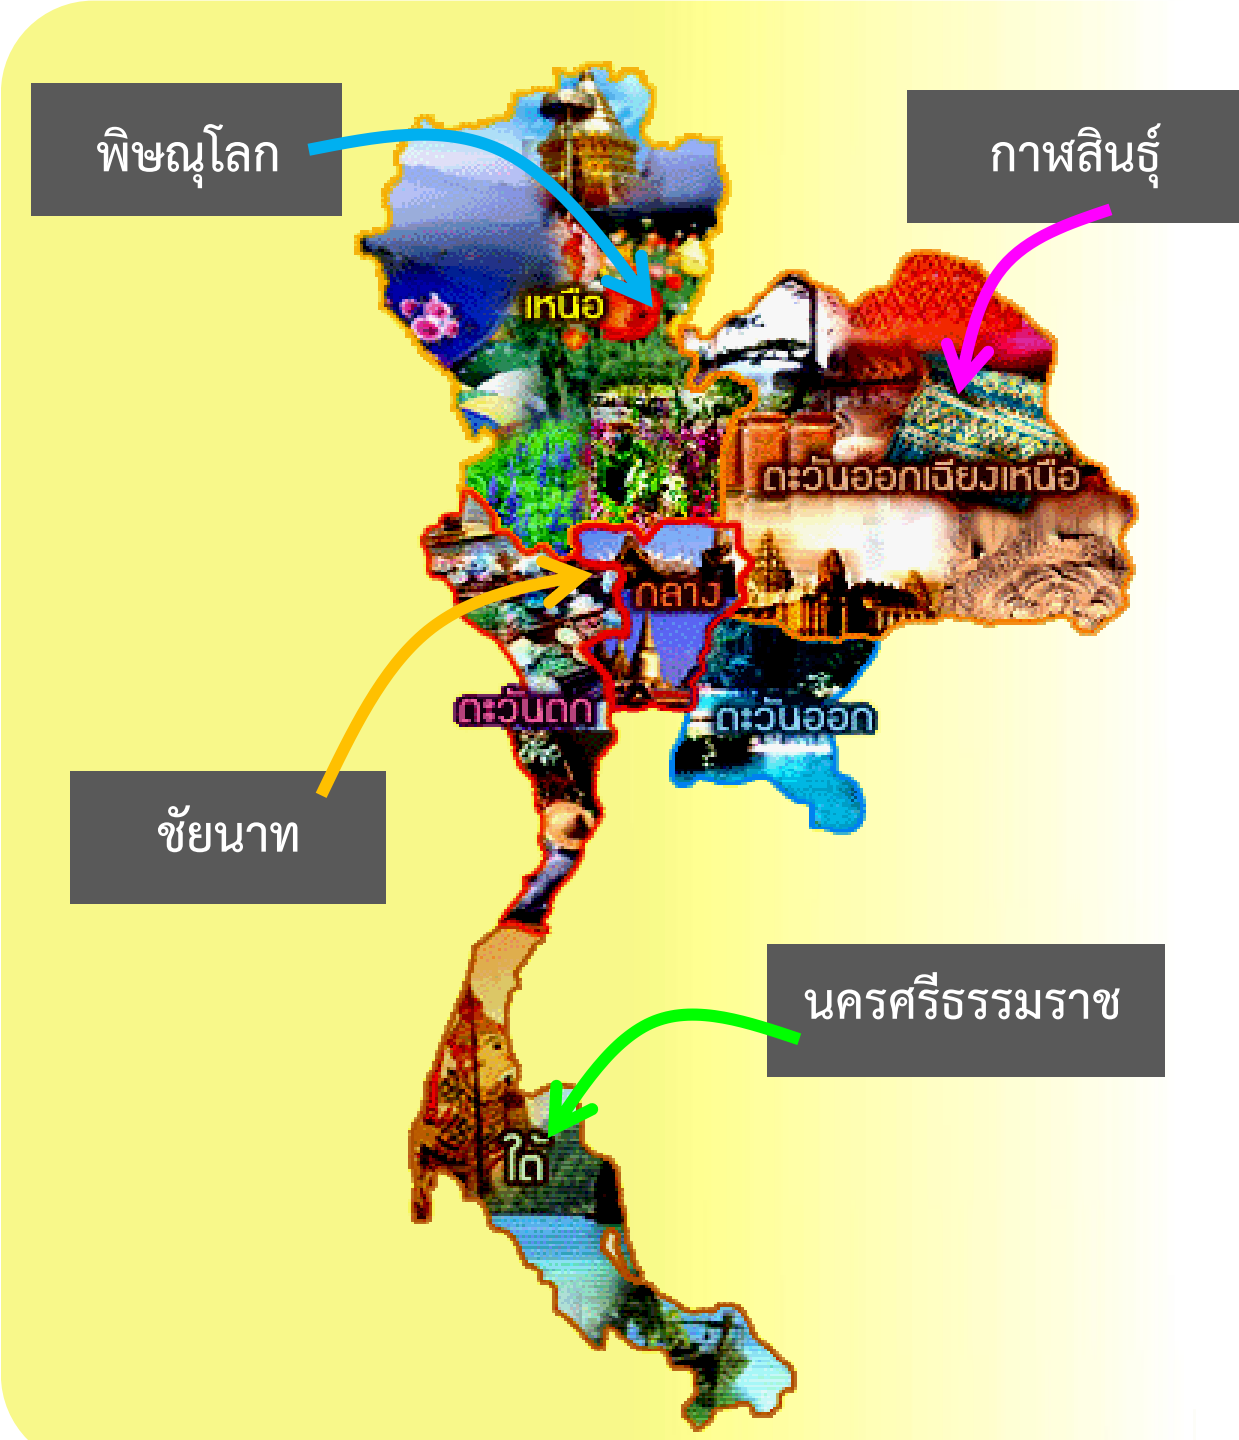 พิษณุโลก
กาฬสินธุ์
เหนือ
ตะวันออกเฉียงเหนือ
กลาง
ตะวันตก
ตะวันออก
ชัยนาท
นครศรีธรรมราช
ใต้